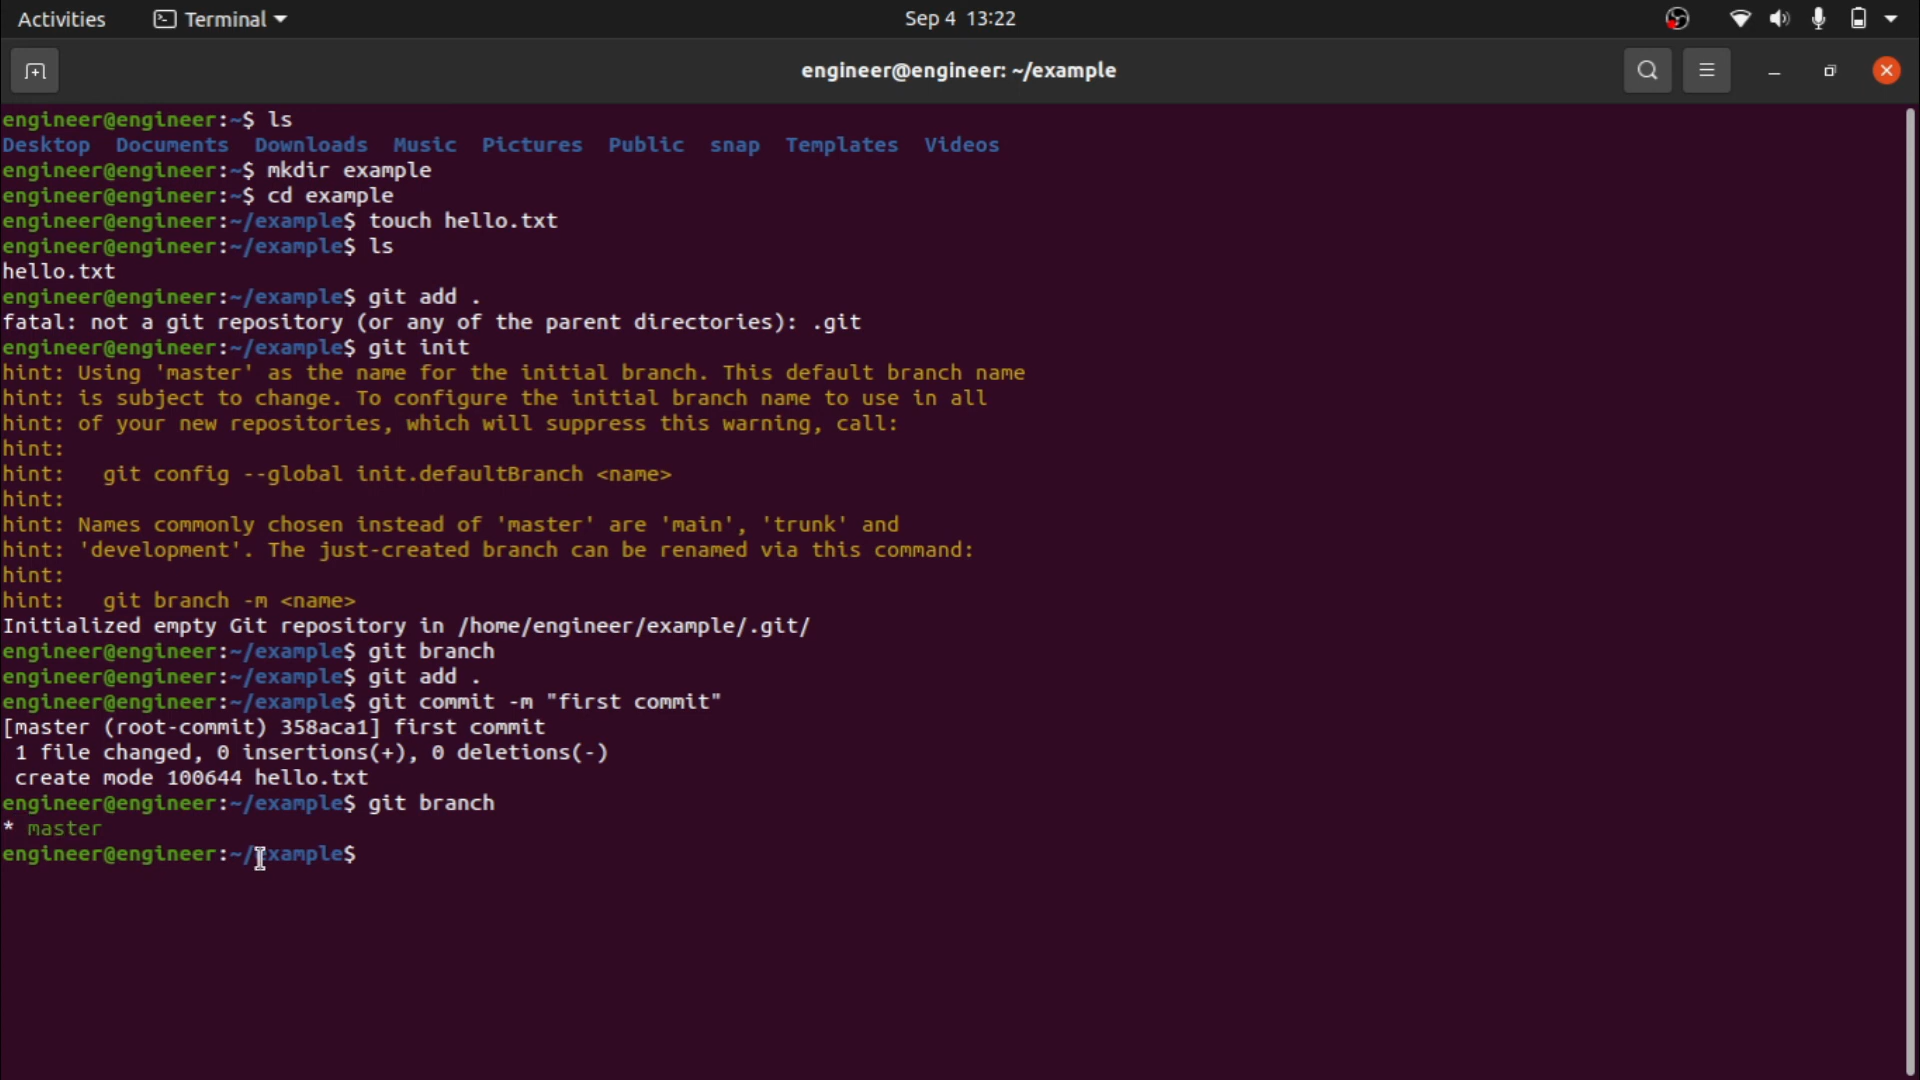 Activities Terminal Sep 4 13:22
engineer@engineer: ~/example
engineer@engineer:~$ ls
Desktop Documents Downloads Music Pictures Public snap Templates Videos
engineer@engineer:~$ mkdir example
engineer@engineer:~$ cd example
engineer@engineer:~/example$ touch hello.txt
engineer@engineer:~/example$ ls
hello.txt
engineer@engineer:~/example$ git add .
fatal: not a git repository (or any of the parent directories): .git
engineer@engineer:~/example$ git init
hint: Using 'master' as the name for the initial branch. This default branch name
hint: is subject to change. To configure the initial branch name to use in all
hint: of your new repositories, which will suppress this warning, call:
hint:
hint:   git config --global init.defaultBranch <name>
hint:
hint: Names commonly chosen instead of 'master' are 'main', 'trunk' and
hint: 'development'. The just-created branch can be renamed via this command:
hint:
hint:   git branch -m <name>
Initialized empty Git repository in /home/engineer/example/.git/
engineer@engineer:~/example$ git branch
engineer@engineer:~/example$ git add .
engineer@engineer:~/example$ git commit -m "first commit"
[master (root-commit) 358aca1] first commit
 1 file changed, 0 insertions(+), 0 deletions(-)
 create mode 100644 hello.txt
engineer@engineer:~/example$ git branch
* master
engineer@engineer:~/example$